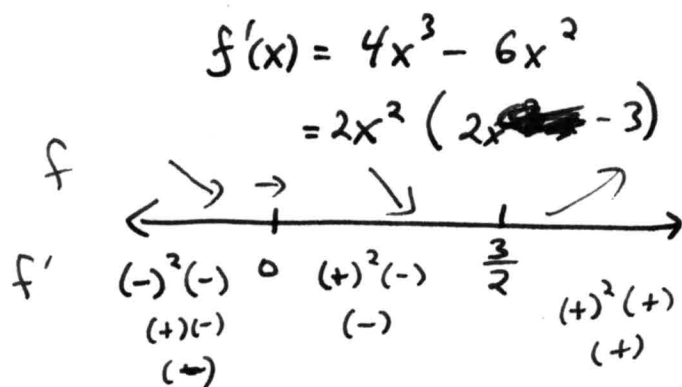 f'(x) = 4x³ - 6x²
= 2x² ( 2x - 3)
f
0 3/2
f' (-)²(-) (+)²(-) (+)²(+)
(+)(-) (-) (+)
(-)